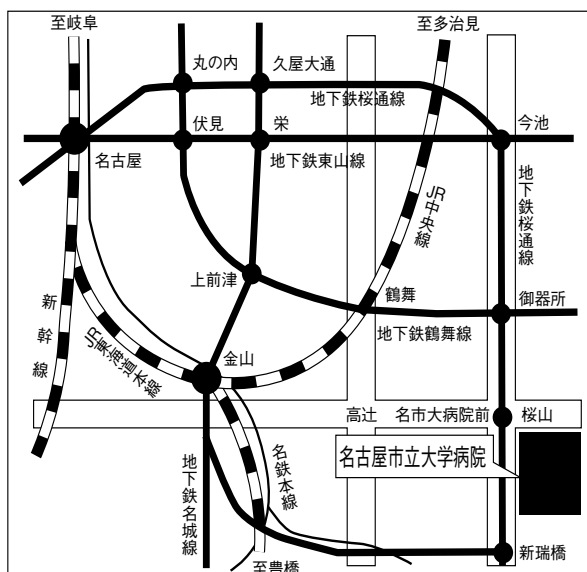 至岐阜
至多治見
丸の内
久屋大通
地下鉄桜通線
伏見
栄
今池
名古屋
地下鉄東山線
地下鉄桜通線
JR中央線
上前津
鶴舞
御器所
地下鉄鶴舞線
新幹線
JR東海道本線
金山
高辻
名市大病院前
桜山
名古屋市立大学病院
地下鉄名城線
名鉄本線
新瑞橋
至豊橋